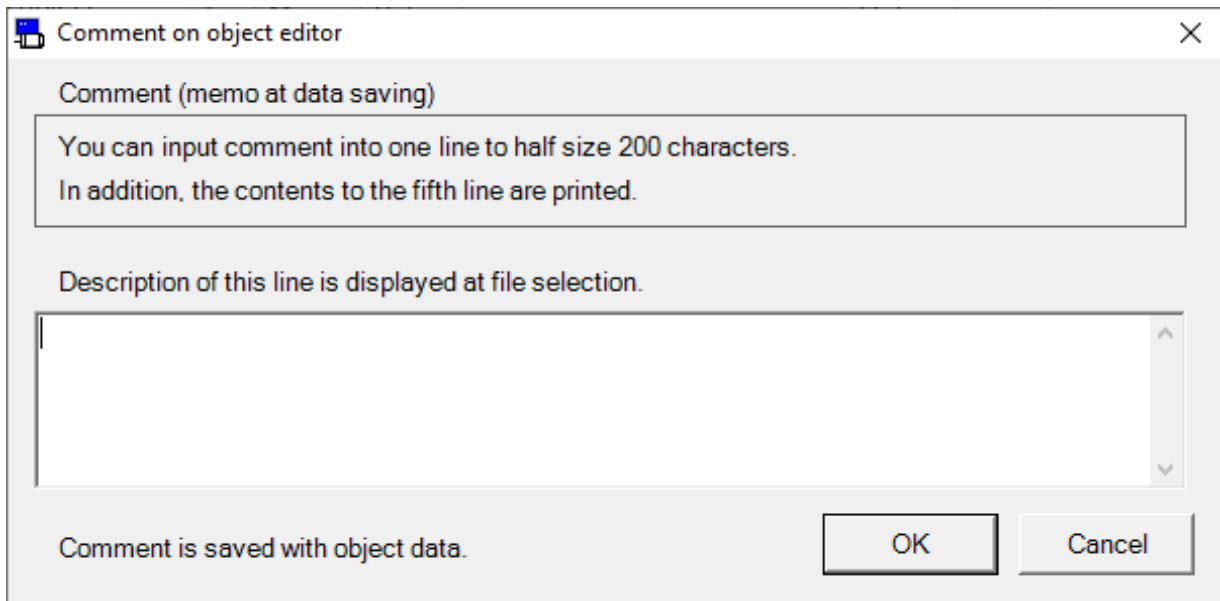 Comment on object editor
Comment (memo at data saving)
You can input comment into one line to half size 200 characters.
In addition, the contents to the fifth line are printed.
Description of this line is displayed at file selection.
Comment is saved with object data.
OK
Cancel